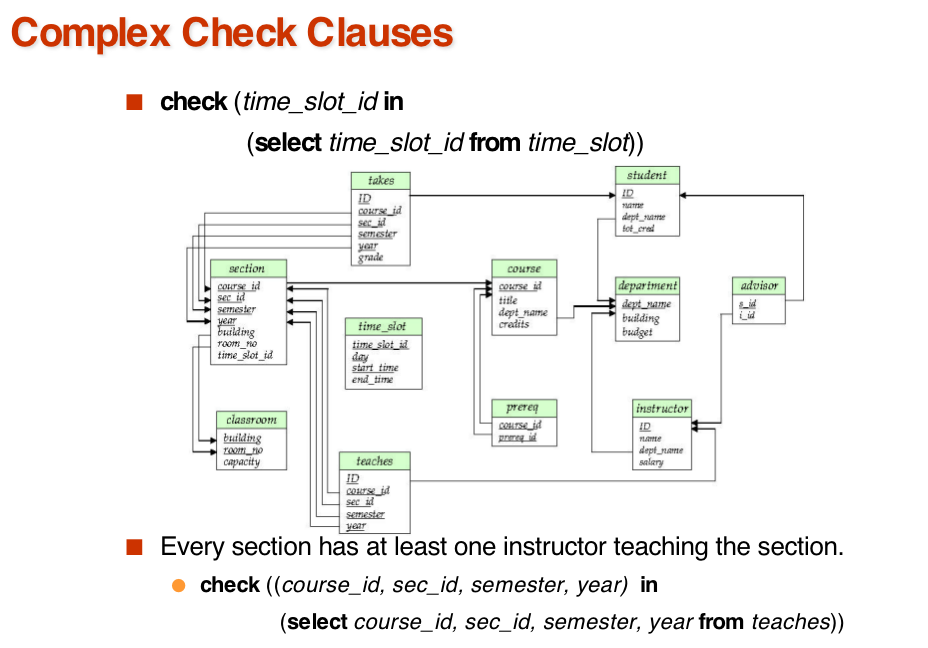 Complex Check Clauses
check (time_slot_id in
(select time_slot_id from time_slot))
takes
ID
course_id
sec_id
semester
year
grade
student
ID
name
dept_name
tot_cred
section
course_id
sec_id
semester
year
building
room_no
time_slot_id
course
course_id
title
dept_name
credits
department
dept_name
building
budget
advisor
s_id
i_id
time_slot
time_slot_id
day
start_time
end_time
prereq
course_id
prereq_id
instructor
ID
name
dept_name
salary
classroom
building
room_no
capacity
teaches
ID
course_id
sec_id
semester
year
Every section has at least one instructor teaching the section.
check ((course_id, sec_id, semester, year) in
(select course_id, sec_id, semester, year from teaches))